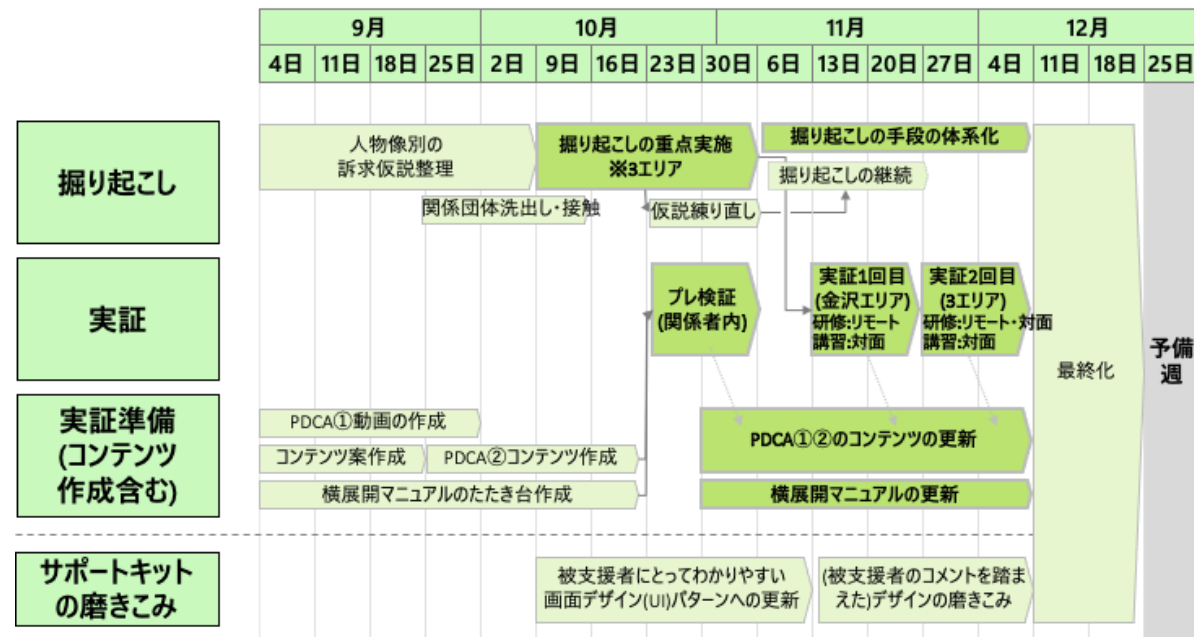 9月 10月 11月 12月
4日 11日 18日 25日 2日 9日 16日 23日 30日 6日 13日 20日 27日 4日 11日 18日 25日
掘り起こし
人物像別の
訴求仮説整理
掘り起こしの重点実施
※3エリア
掘り起こしの手段の体系化
掘り起こしの継続
関係団体洗出し・接触
仮説練り直し
実証
プレ検証
(関係者内)
実証1回目
(金沢エリア)
研修:リモート
講習:対面
実証2回目
(3エリア)
研修:リモート・対面
講習:対面
最終化
予備
週
実証準備
(コンテンツ
作成含む)
PDCA①動画の作成
コンテンツ案作成
PDCA②コンテンツ作成
横展開マニュアルのたたき台作成
PDCA①②のコンテンツの更新
横展開マニュアルの更新
サポートキット
の磨きこみ
被支援者にとってわかりやすい
画面デザイン(UI)パターンへの更新
(被支援者のコメントを踏ま
えた)デザインの磨きこみ